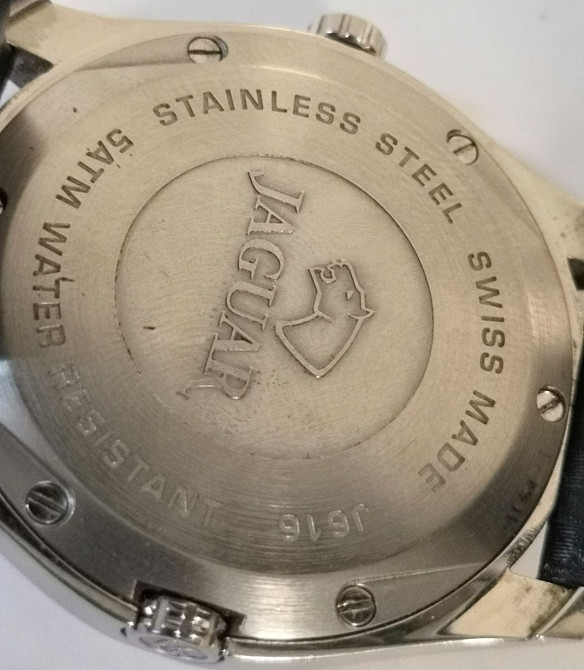 STAINLESS STEEL SWISS MADE
J616
5ATM WATER RESISTANT
JAGUAR